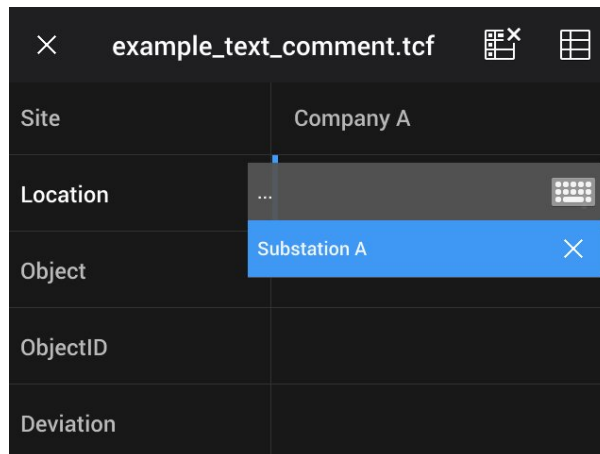 example_text_comment.tcf
Site
Company A
Location
...
Substation A
Object
ObjectID
Deviation